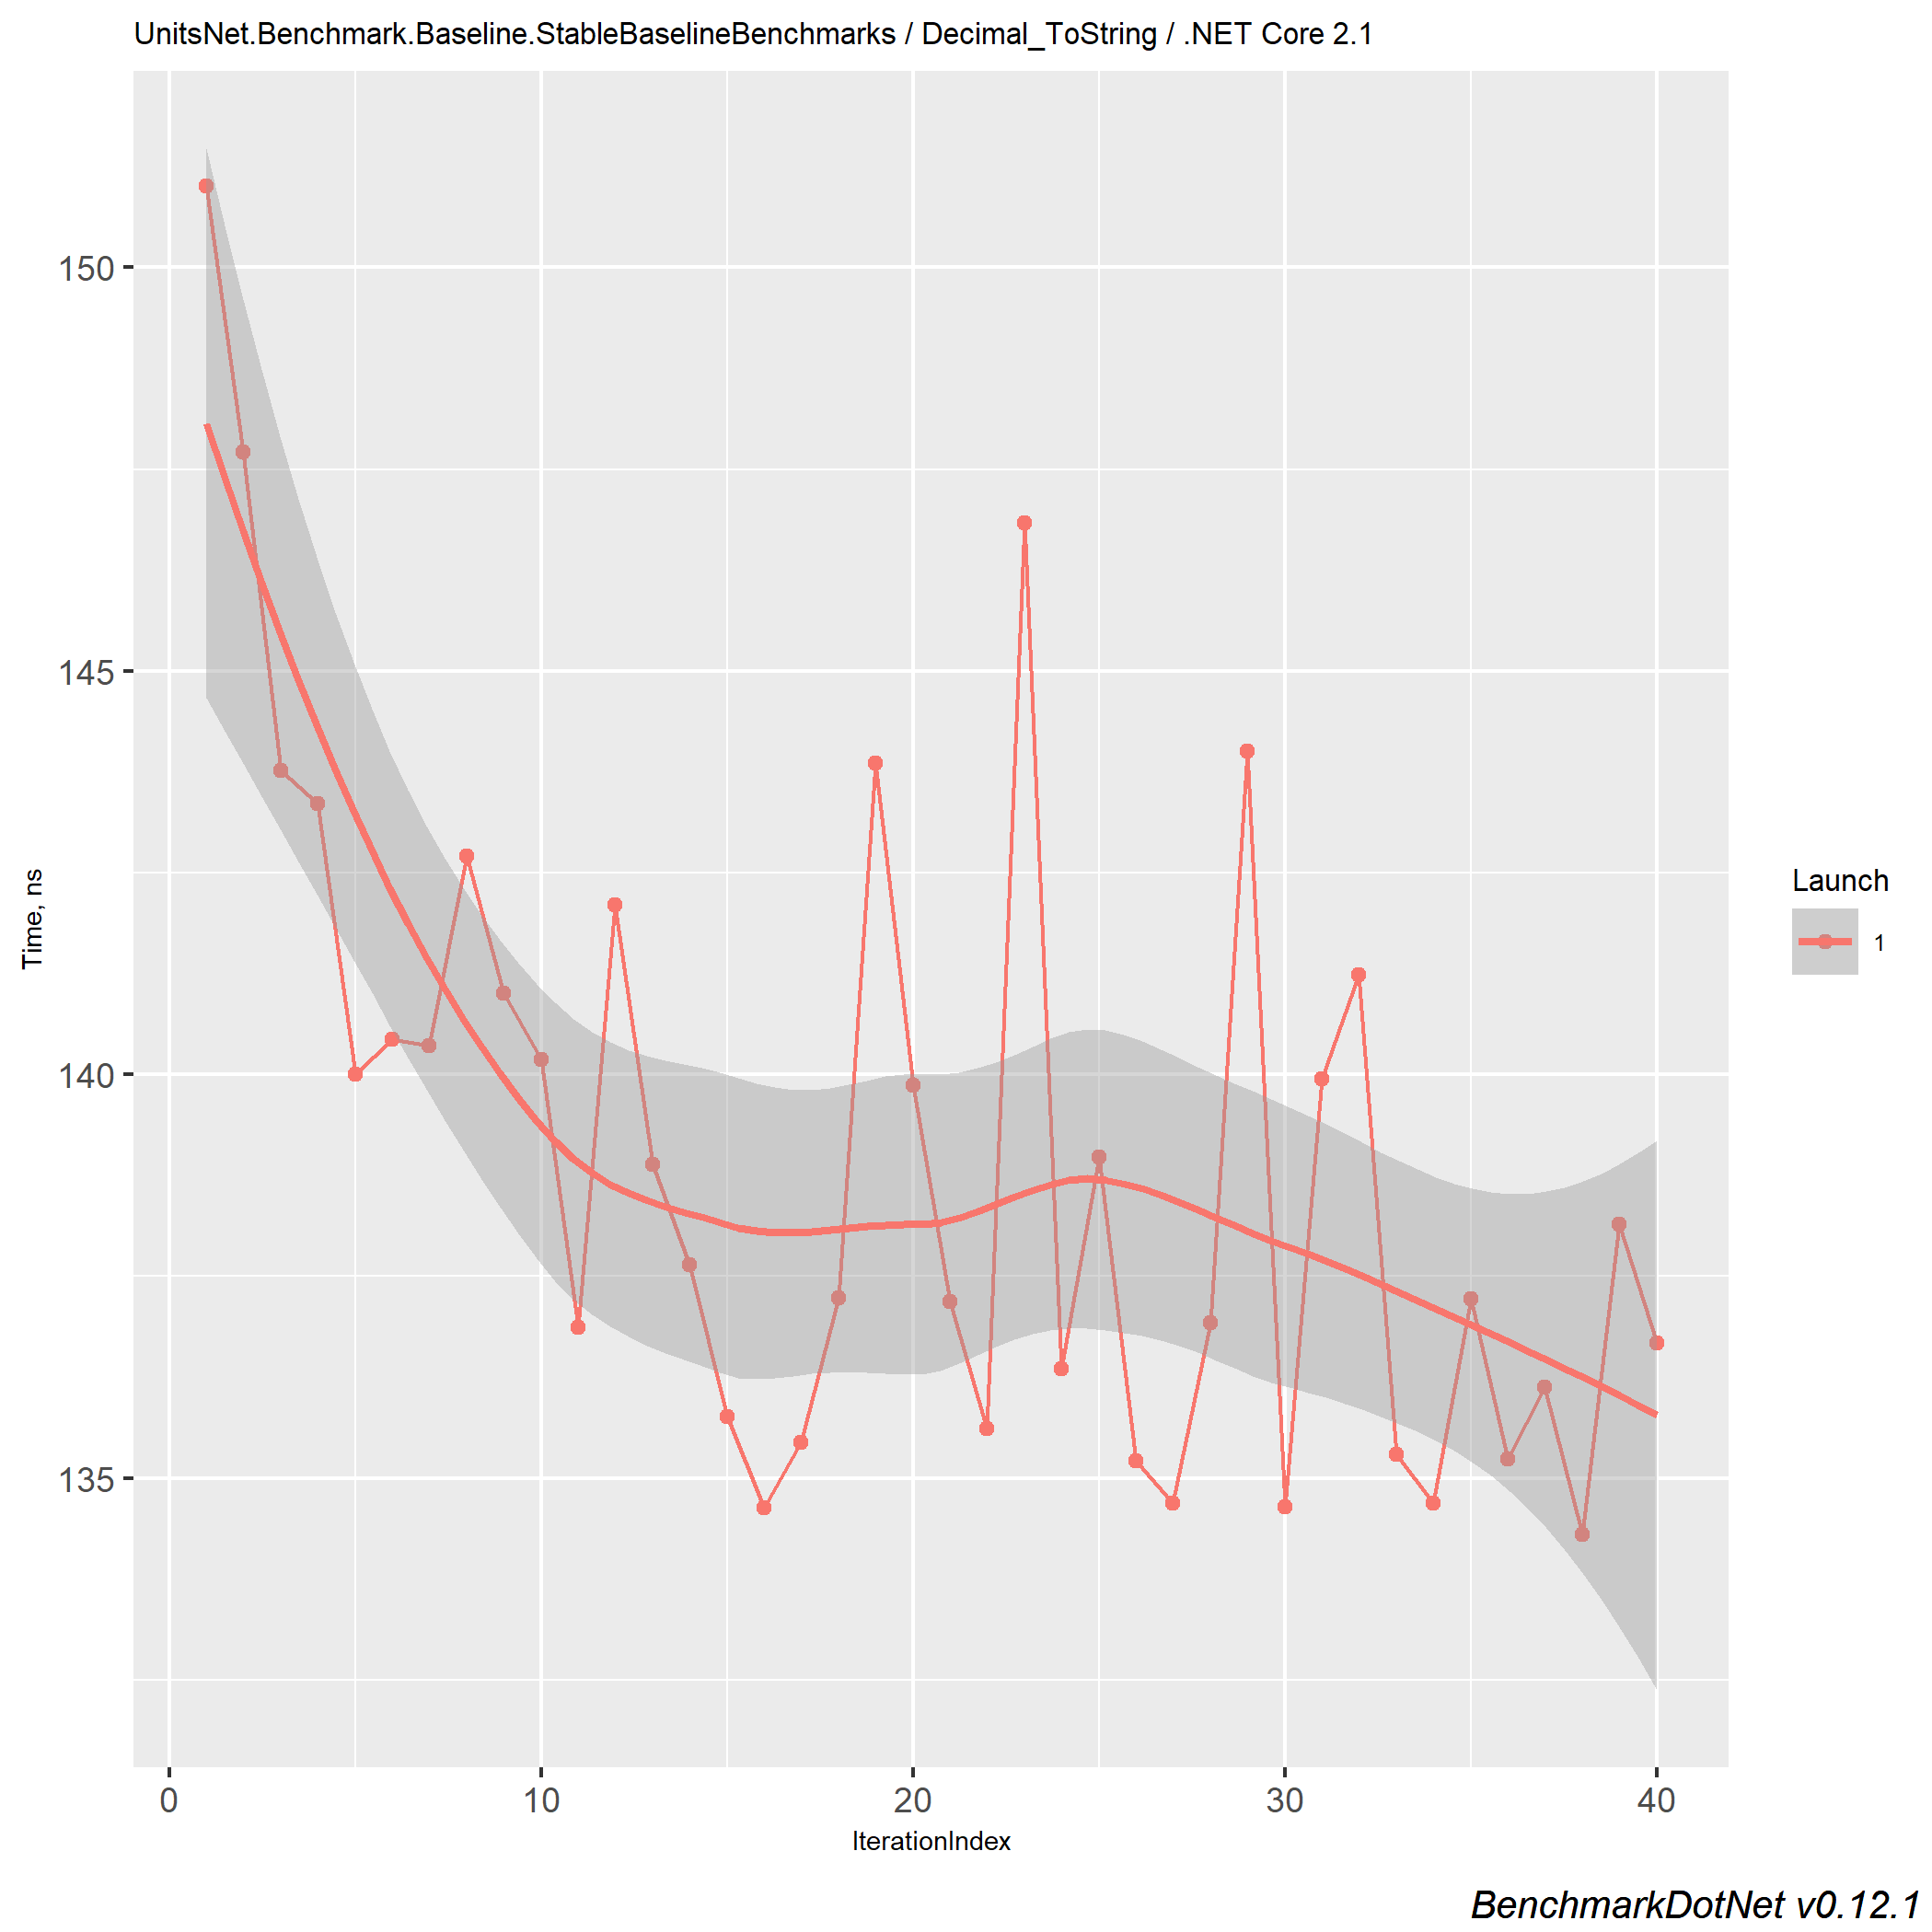 UnitsNet.Benchmark.Baseline.StableBaselineBenchmarks / Decimal_ToString / .NET Core 2.1
150
145
140
135
Time, ns
0 10 20 30 40
IterationIndex
Launch
1
BenchmarkDotNet v0.12.1